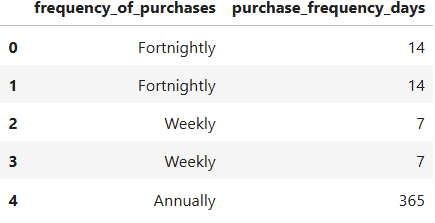 frequency_of_purchases purchase_frequency_days
0 Fortnightly 14
1 Fortnightly 14
2 Weekly 7
3 Weekly 7
4 Annually 365